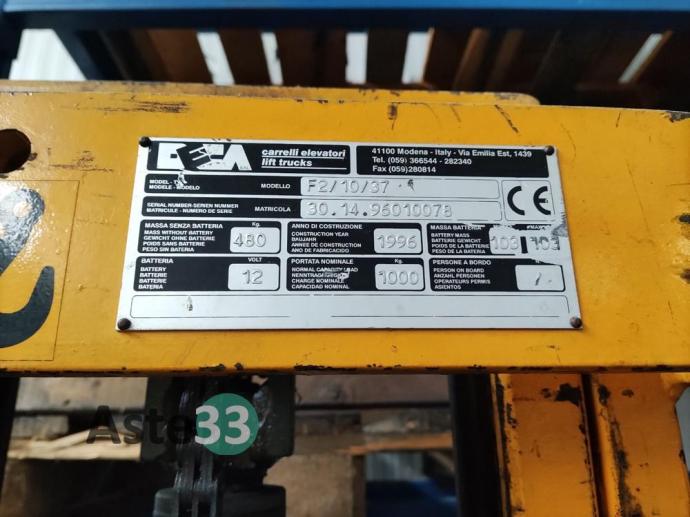 carrelli elevatori
lift trucks
41100 Modena - Italy - Via Emilia Est, 1439
Tel. (059) 366544 - 282340
Fax (059)280814
MODEL
MODELE - MODELO
MODELLO
F2/10/37
SERIAL NUMBER-SERIEN NUMMER
MATRICULE - NUMERO DE SERIE
MATRICOLA
30.14.96010078
CE
MASSA SENZA BATTERIA
MASS WITHOUT BATTERY
GEWICHT OHNE BATTERIE
POIDS SANS BATTERIE
PESO SIN BATERIA
Kg.
480
ANNO DI COSTRUZIONE
CONSTRUCTION YEAR
BAUJAHR
ANNEE DE CONSTRUCTION
ANO DE FABRICACIO
1996
MASSA BATTERIA
BATTERY MASS
BATTERIE GEWICHT
POIDS DE LA BATTERIE
PESO DE LA BATERIA
MAX
103 103
BATTERIA
BATTERY
BATTERIE
BATTERIE
BATERIA
VOLT
12
PORTATA NOMINALE
NORMAL CAPACITY LOAD
NENNTRAGFÄHIGKEIT
CHARGE NOMINALE
CAPACIDAD NOMINAL
Kg.
1000
PERSONE A BORDO
PERSON ON BOARD
ANZAHL PERSONEN
OPERATEURS PERMIS
ASIENTOS
/
Aste33